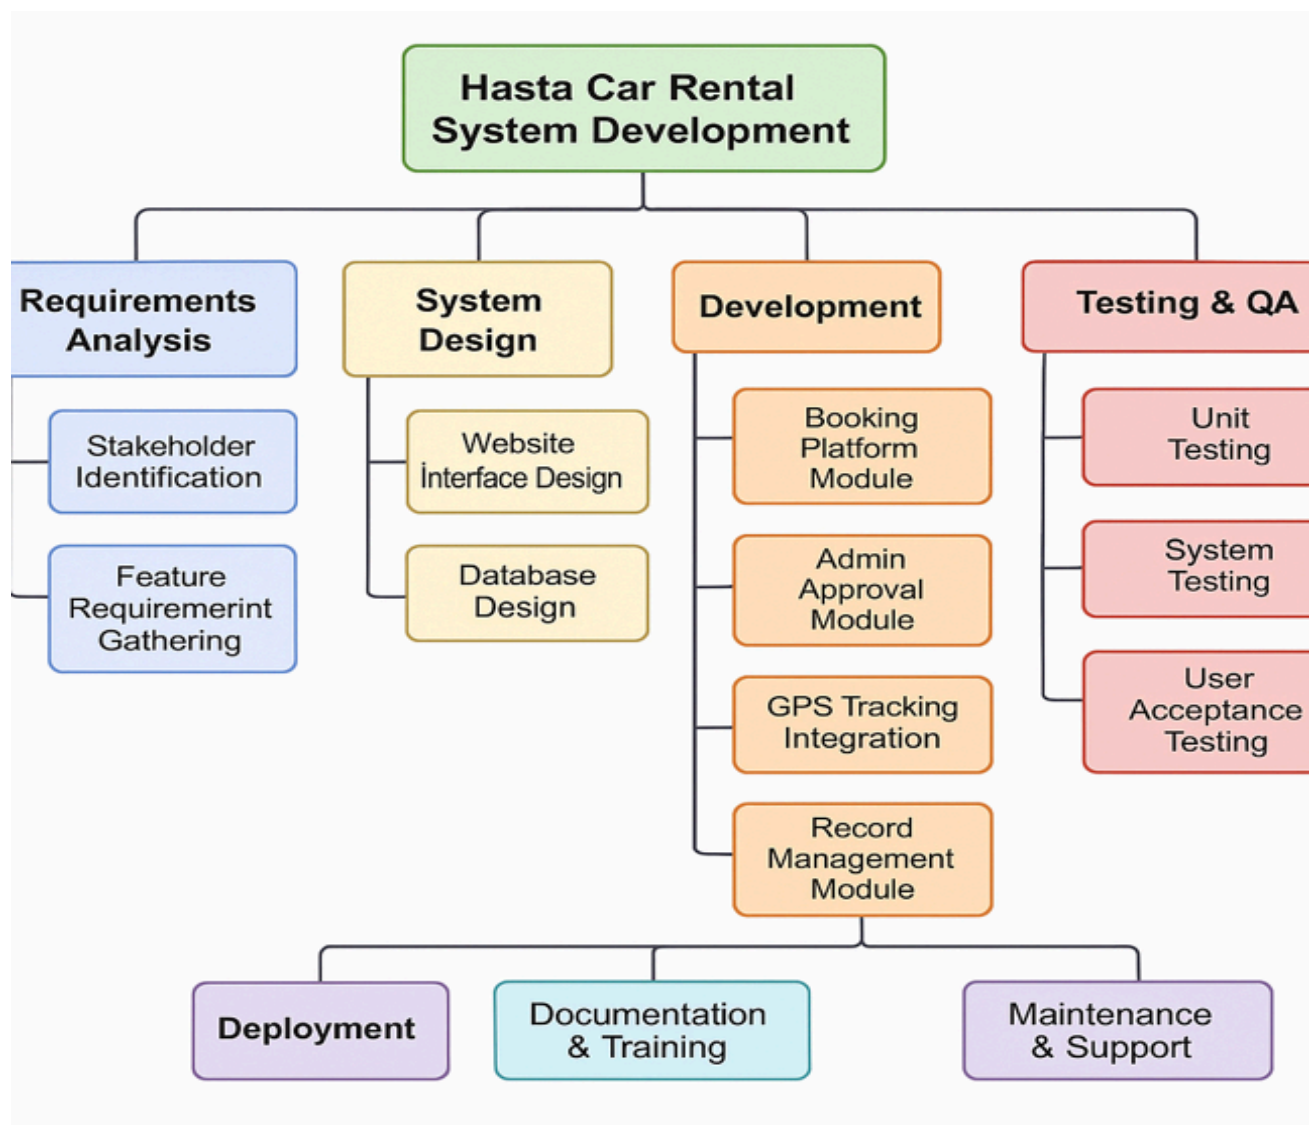 Hasta Car Rental
System Development
Requirements
Analysis
System
Design
Development
Testing & QA
Stakeholder
Identification
Feature
Requiremerint
Gathering
Website
İnterface Design
Database
Design
Booking
Platform
Module
Admin
Approval
Module
GPS Tracking
Integration
Record
Management
Module
Unit
Testing
System
Testing
User
Acceptance
Testing
Deployment
Documentation
& Training
Maintenance
& Support